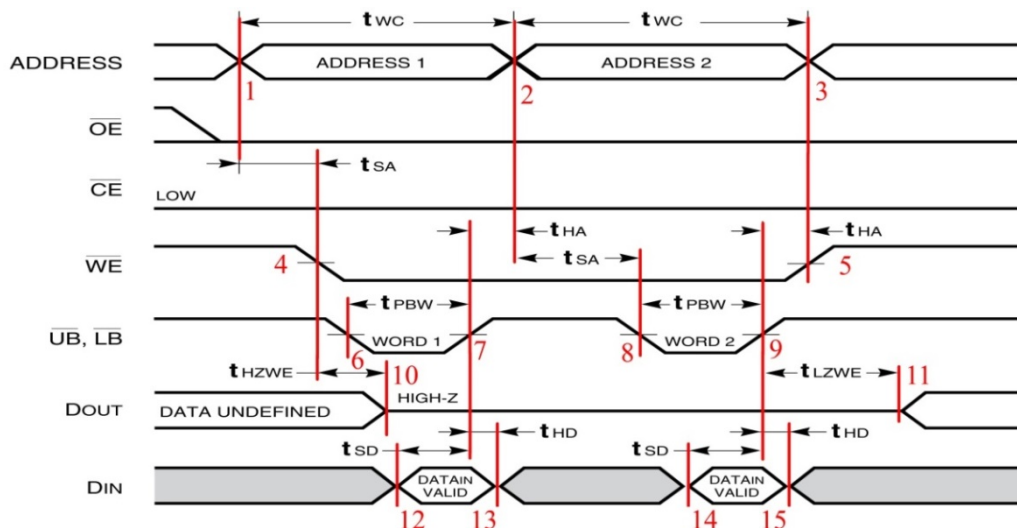 tWC tWC
ADDRESS ADDRESS 1 ADDRESS 2
1 2 3
OE
tSA
CE LOW
tHA tHA
WE 4 tSA 5
tPBW tPBW
UB, LB WORD 1 WORD 2
6 7 8 9
tHZWE 10 tLZWE 11
HIGH-Z
DOUT DATA UNDEFINED
tSD tHD tSD tHD
DIN DATAIN VALID DATAIN VALID
12 13 14 15